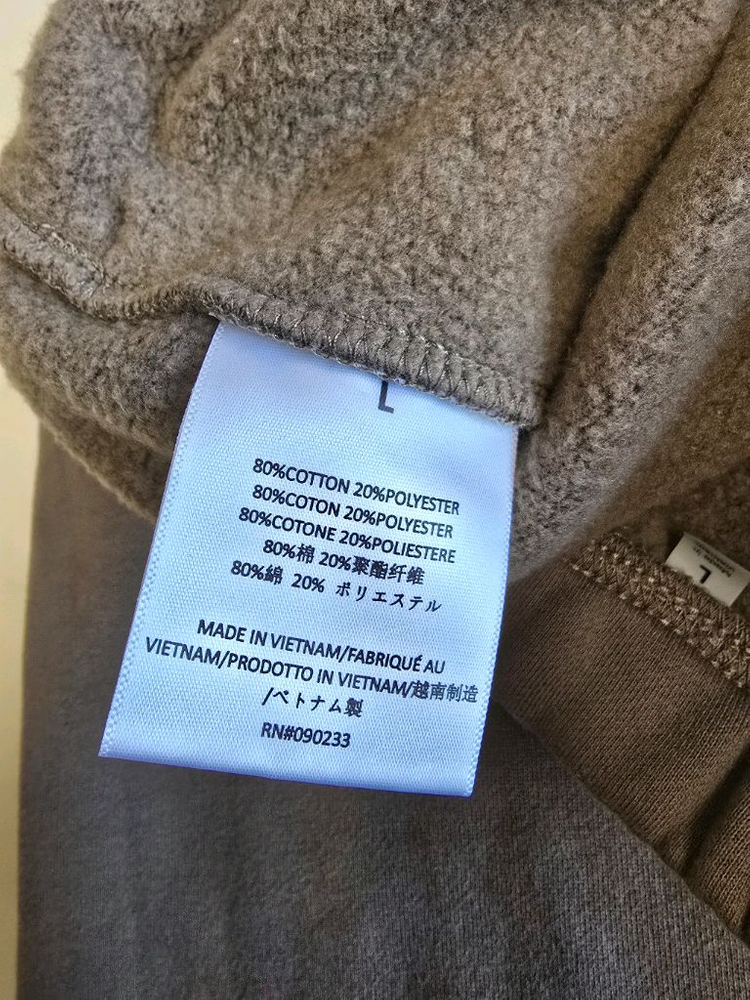 L
80%COTTON 20%POLYESTER
80%COTON 20%POLYESTER
80%COTONE 20%POLIESTERE
80%棉 20%聚酯纤维
80%綿 20% ポリエステル
MADE IN VIETNAM/FABRIQUÉ AU
VIETNAM/PRODOTTO IN VIETNAM/越南制造
/ベトナム製
RN#090233
L